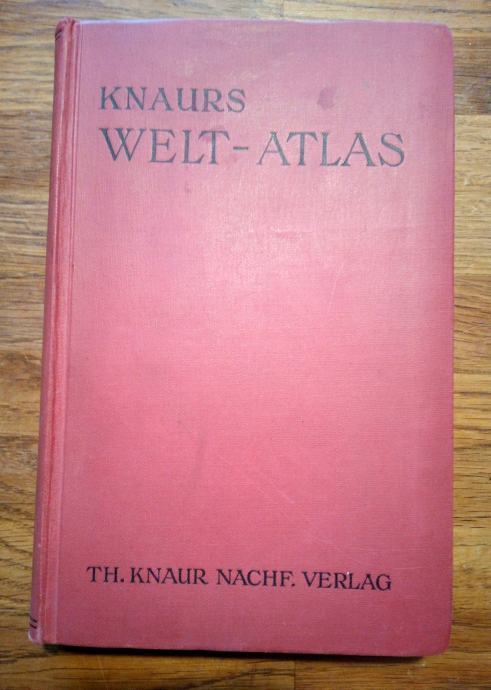 KNAURS
WELT-ATLAS
TH. KNAUR NACHF. VERLAG